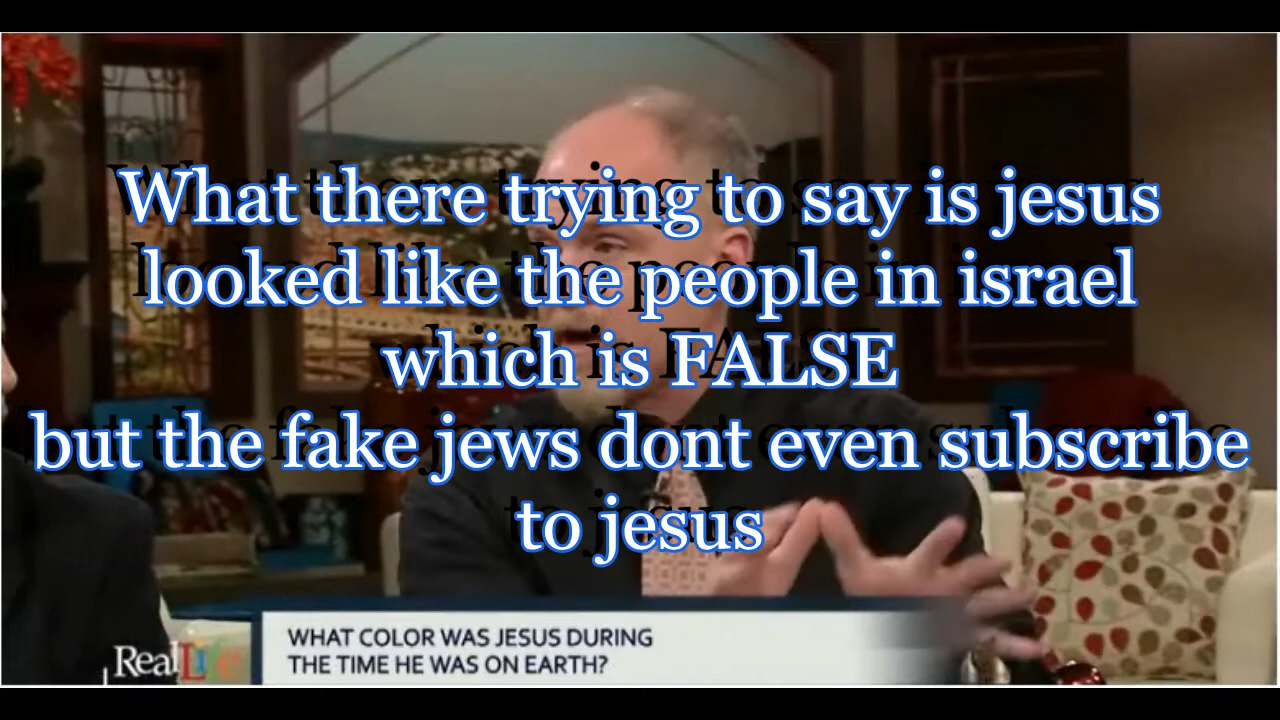 What there trying to say is jesus
looked like the people in israel
which is FALSE
but the fake jews dont even subscribe
to jesus
WHAT COLOR WAS JESUS DURING
THE TIME HE WAS ON EARTH?
RealLife